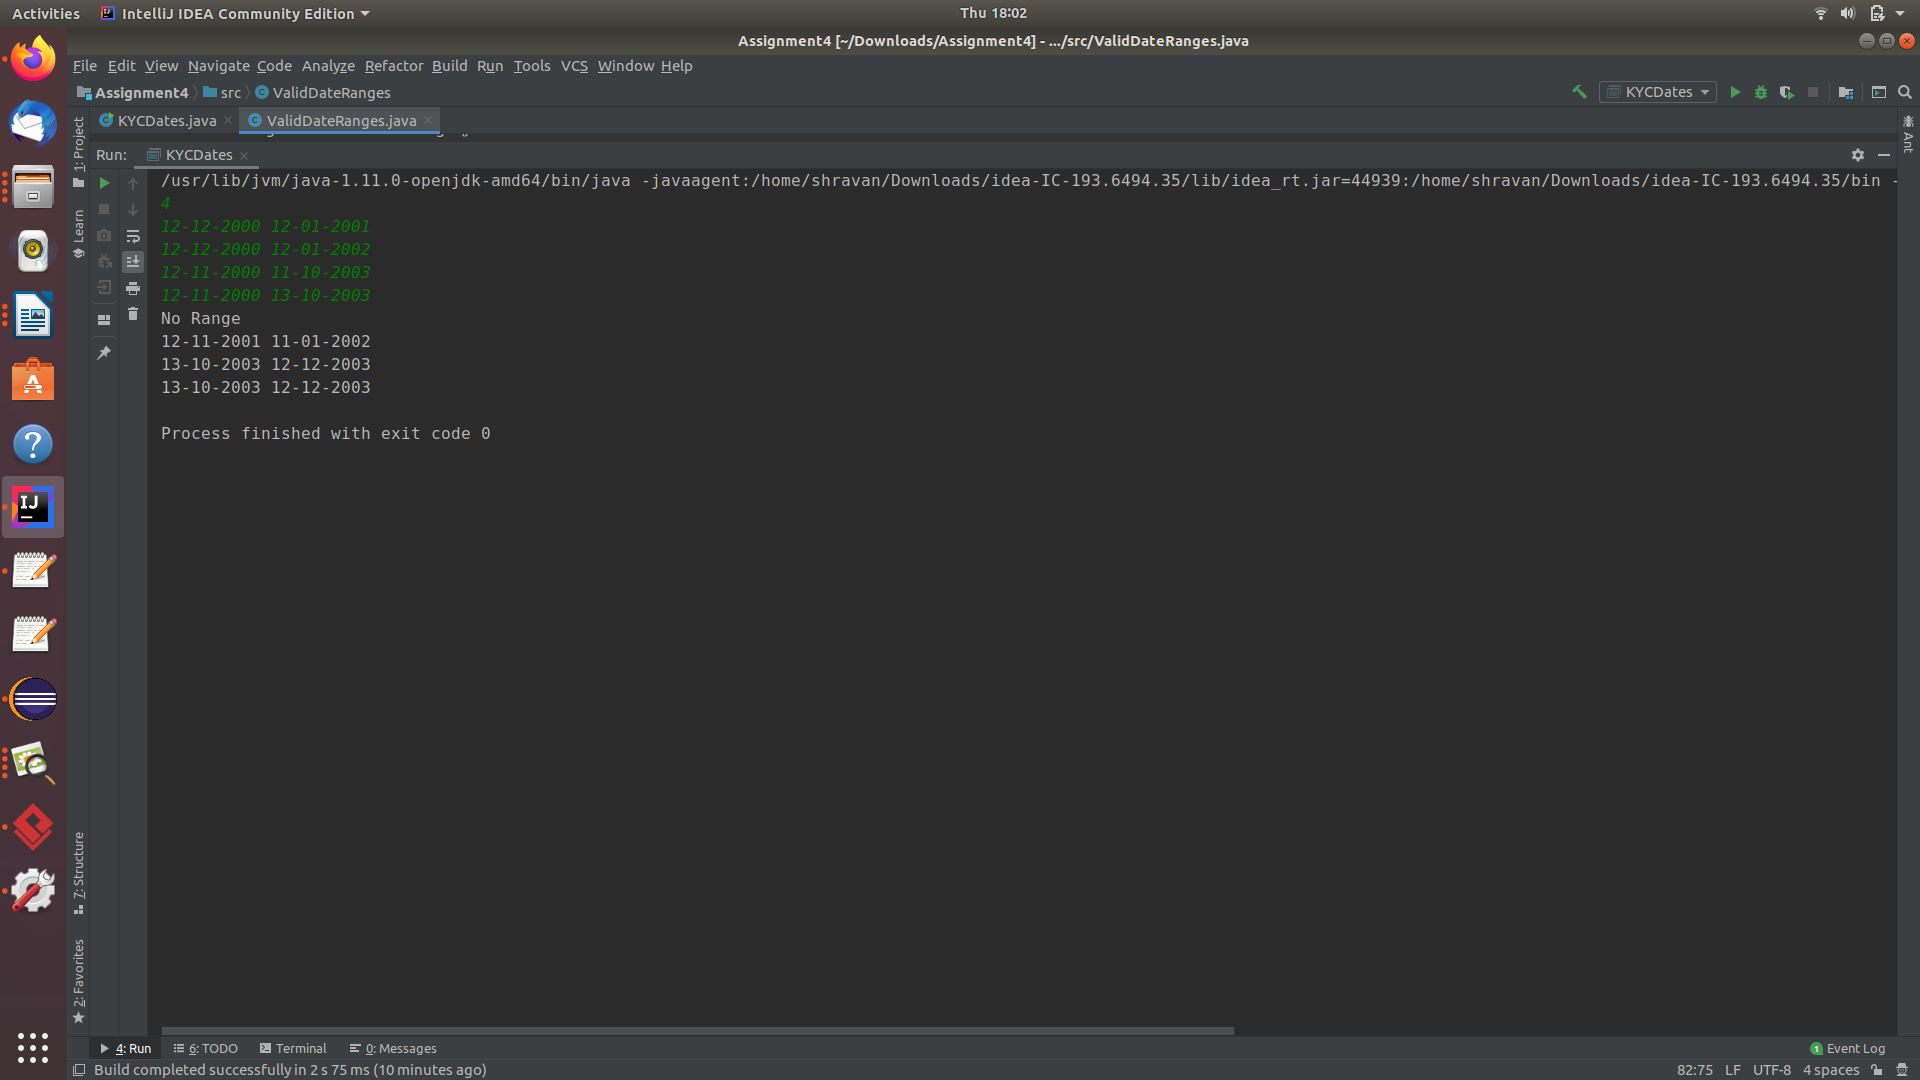 Activities IntelliJ IDEA Community Edition Thu 18:02
Assignment4 [~/Downloads/Assignment4] - .../src/ValidDateRanges.java
File Edit View Navigate Code Analyze Refactor Build Run Tools VCS Window Help
Assignment4 src ValidDateRanges KYCDates
KYCDates.java ValidDateRanges.java
Run: KYCDates
/usr/lib/jvm/java-1.11.0-openjdk-amd64/bin/java -javaagent:/home/shravan/Downloads/idea-IC-193.6494.35/lib/idea_rt.jar=44939:/home/shravan/Downloads/idea-IC-193.6494.35/bin -
4
12-12-2000 12-01-2001
12-12-2000 12-01-2002
12-11-2000 11-10-2003
12-11-2000 13-10-2003
No Range
12-11-2001 11-01-2002
13-10-2003 12-12-2003
13-10-2003 12-12-2003
Process finished with exit code 0
1: Project
Learn
7: Structure
2: Favorites
Ant
4: Run 6: TODO Terminal 0: Messages 1 Event Log
Build completed successfully in 2 s 75 ms (10 minutes ago) 82:75 LF UTF-8 4 spaces